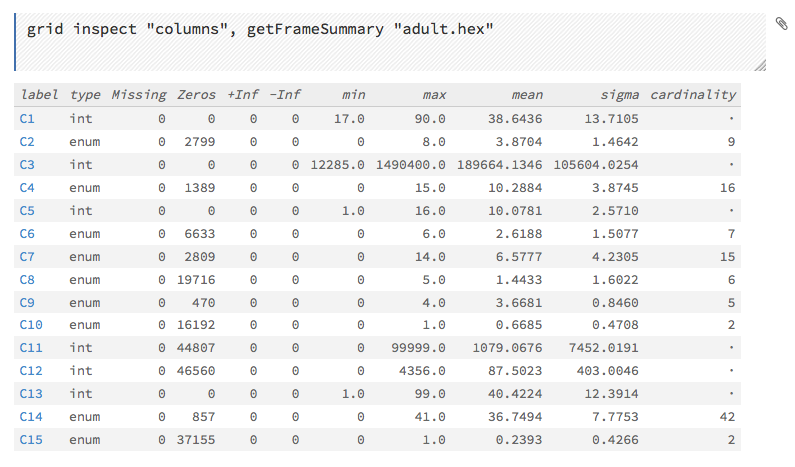 grid inspect "columns", getFrameSummary "adult.hex"
label type Missing Zeros +Inf -Inf min max mean sigma cardinality
C1 int 0 0 0 0 17.0 90.0 38.6436 13.7105 ·
C2 enum 0 2799 0 0 0 8.0 3.8704 1.4642 9
C3 int 0 0 0 0 12285.0 1490400.0 189664.1346 105604.0254 ·
C4 enum 0 1389 0 0 0 15.0 10.2884 3.8745 16
C5 int 0 0 0 0 1.0 16.0 10.0781 2.5710 ·
C6 enum 0 6633 0 0 0 6.0 2.6188 1.5077 7
C7 enum 0 2809 0 0 0 14.0 6.5777 4.2305 15
C8 enum 0 19716 0 0 0 5.0 1.4433 1.6022 6
C9 enum 0 470 0 0 0 4.0 3.6681 0.8460 5
C10 enum 0 16192 0 0 0 1.0 0.6685 0.4708 2
C11 int 0 44807 0 0 0 99999.0 1079.0676 7452.0191 ·
C12 int 0 46560 0 0 0 4356.0 87.5023 403.0046 ·
C13 int 0 0 0 0 1.0 99.0 40.4224 12.3914 ·
C14 enum 0 857 0 0 0 41.0 36.7494 7.7753 42
C15 enum 0 37155 0 0 0 1.0 0.2393 0.4266 2